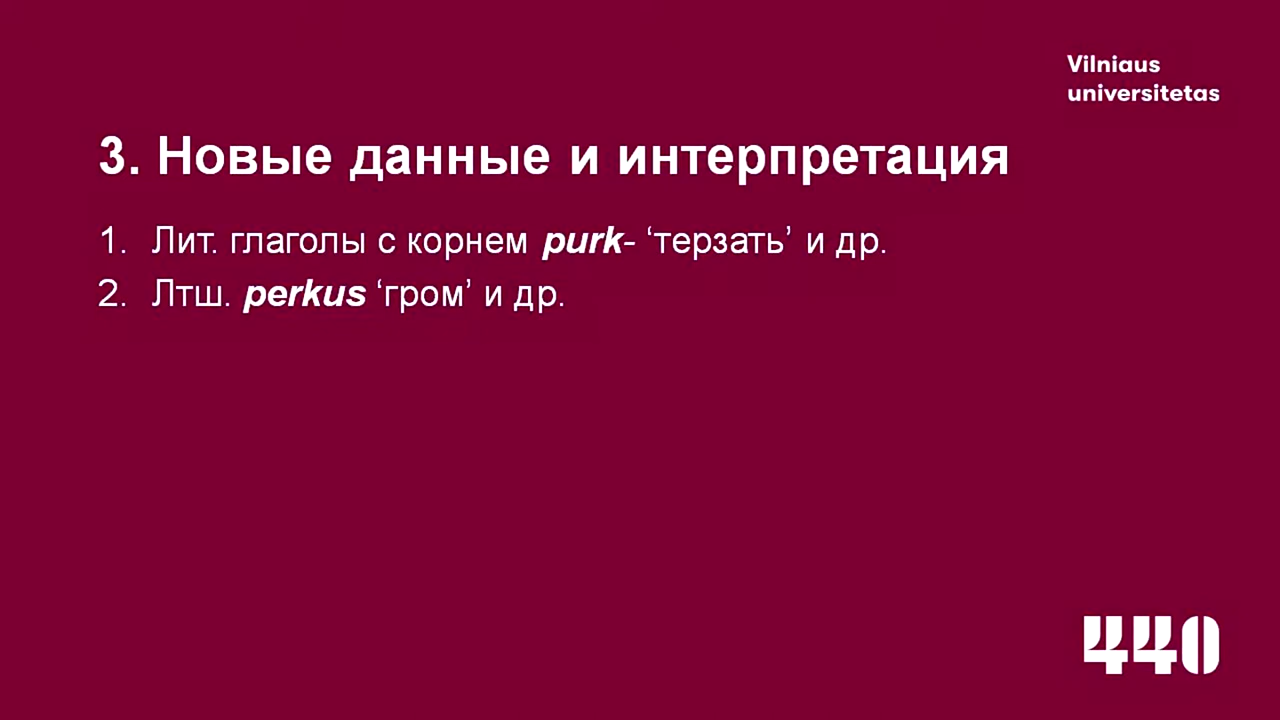 Vilniaus
universitetas
3. Новые данные и интерпретация
1. Лит. глаголы с корнем purk- ‘терзать’ и др.
2. Лтш. perkus ‘гром’ и др.
440